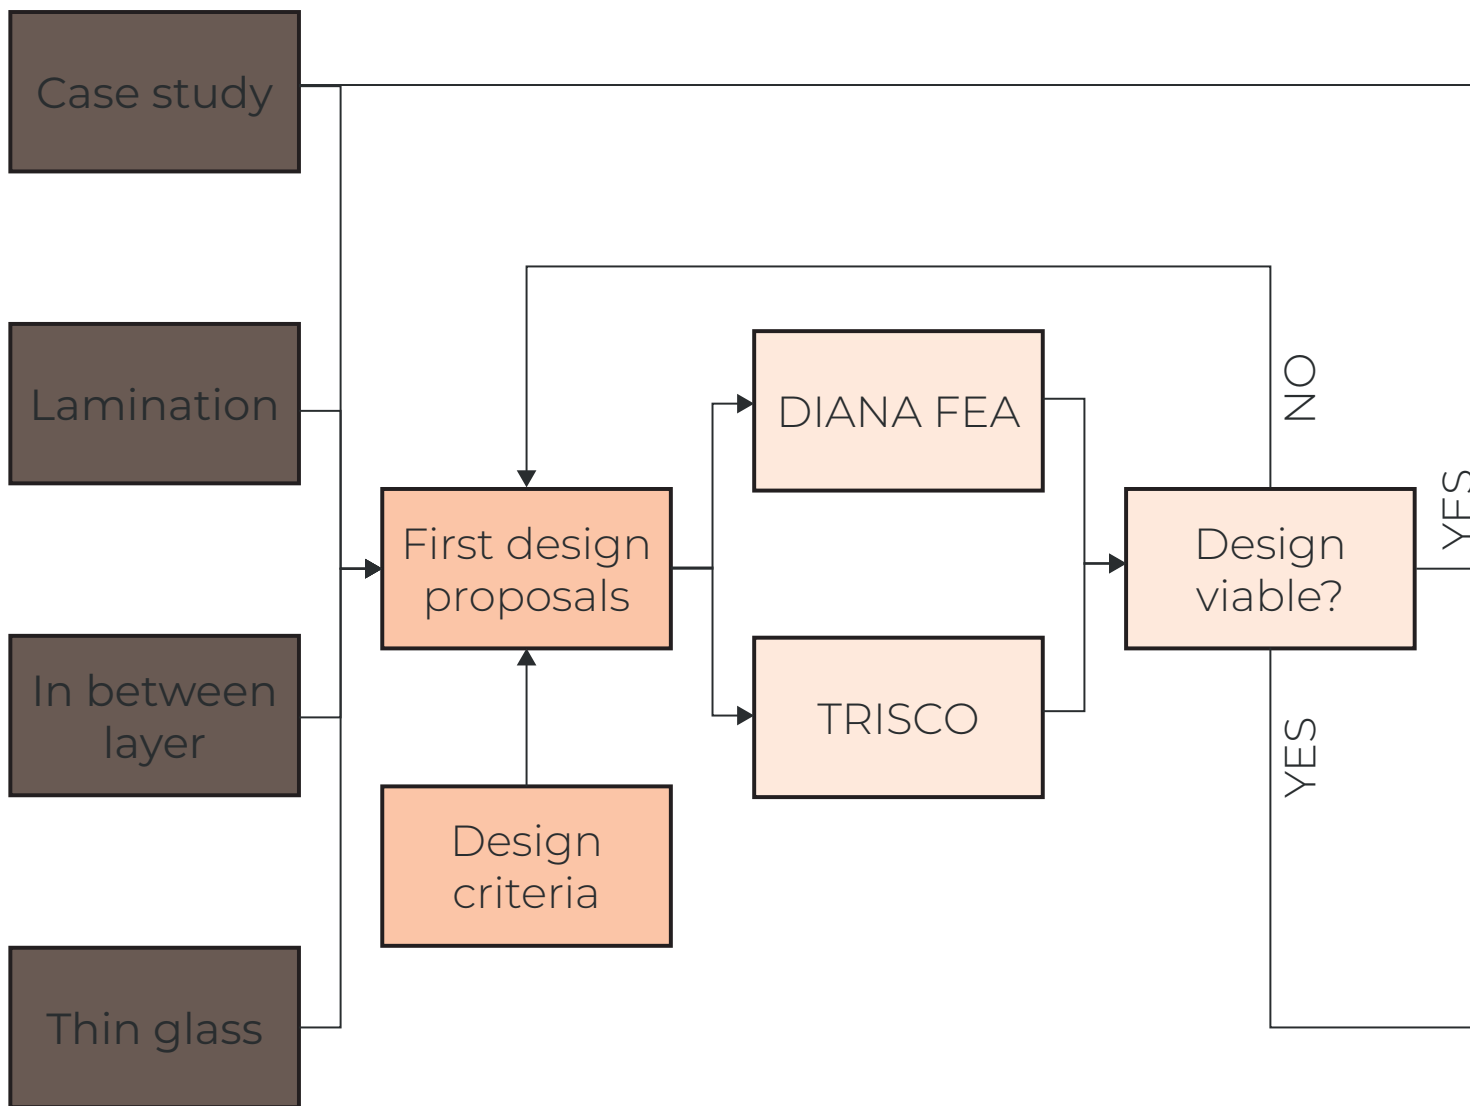 Case study
Lamination
In between
layer
Thin glass
First design
proposals
Design
criteria
DIANA FEA
TRISCO
Design
viable?
NO
YES
YES